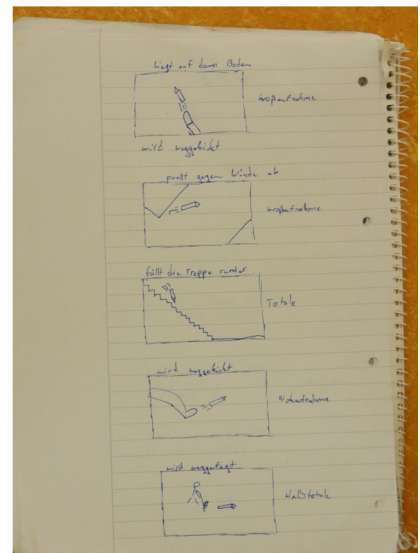 liegt auf dem Boden
Großaufnahme
wird weggekickt
prallt gegen Wände ab
Großaufnahme
fällt die Treppe runter
Totale
wird weggekickt
Nahaufnahme
wird weggefegt
Halbtotale